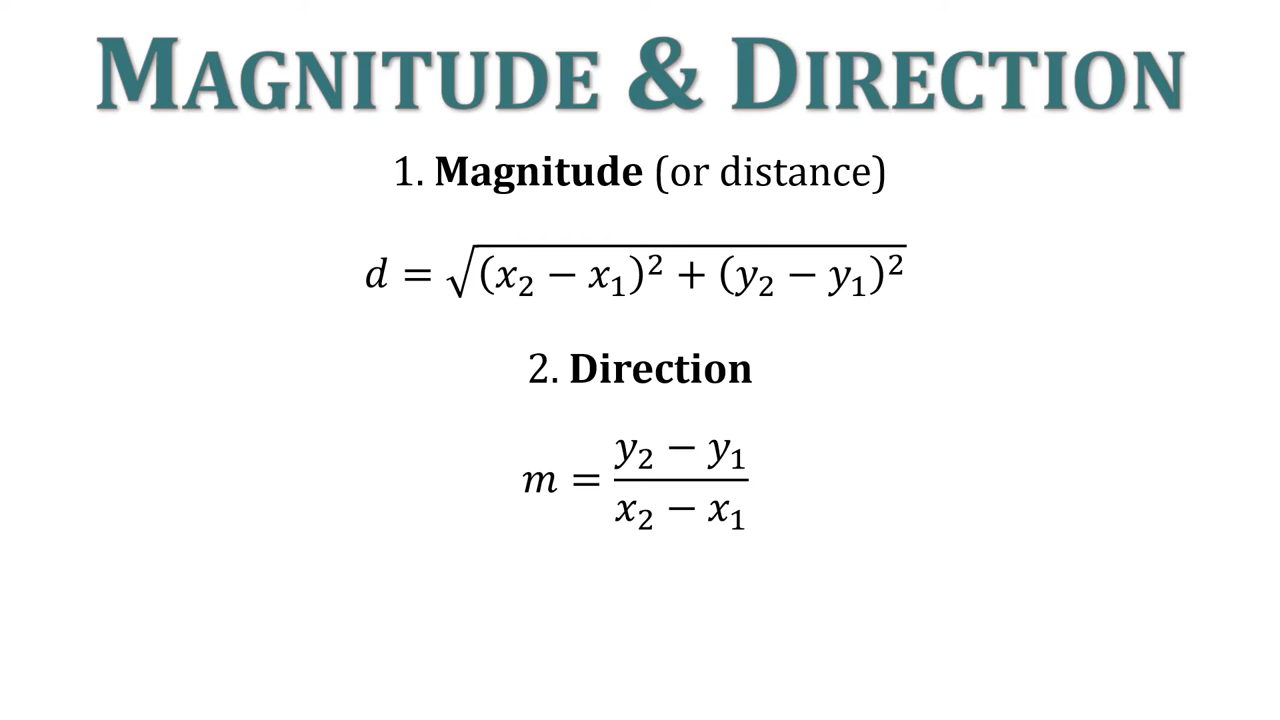 MAGNITUDE & DIRECTION
1. Magnitude (or distance)
d = √(x₂ − x₁)² + (y₂ − y₁)²
2. Direction
m = y₂ − y₁ / x₂ − x₁